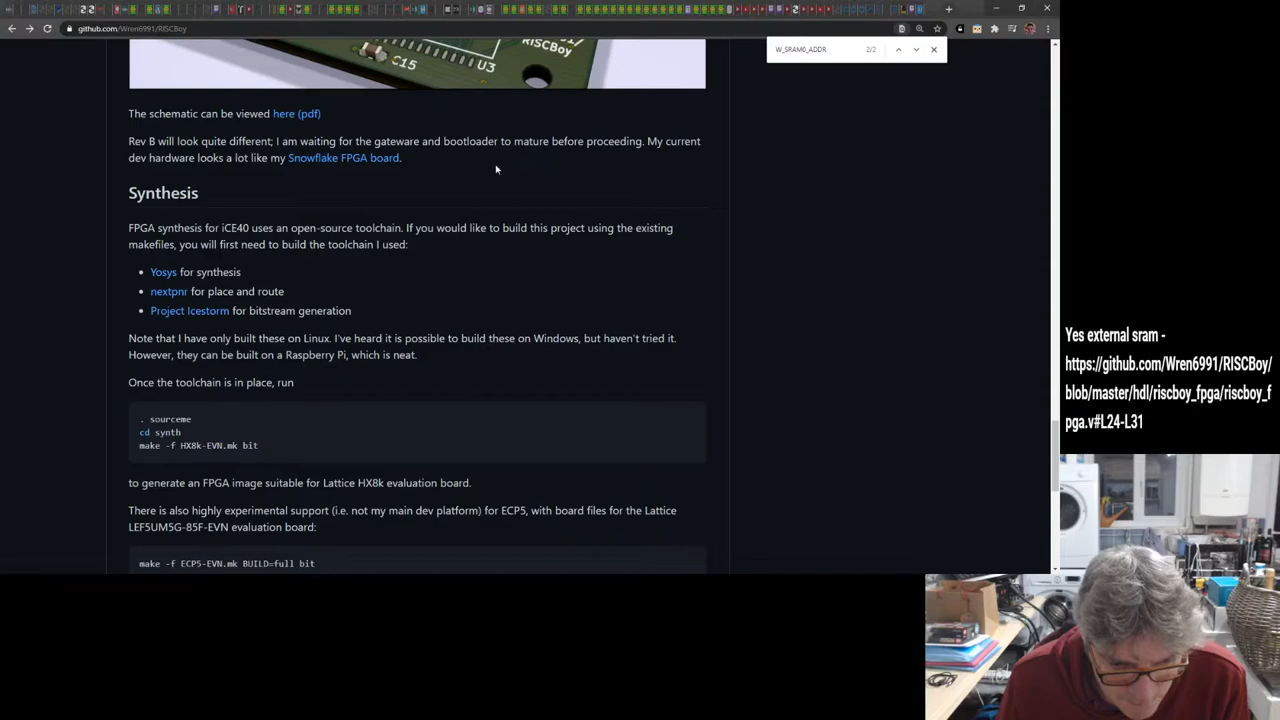 github.com/Wren6991/RISCBoy
W_SRAM0_ADDR 2/2
RISCBoy
C15
U3
The schematic can be viewed here (pdf)
Rev B will look quite different; I am waiting for the gateware and bootloader to mature before proceeding. My current
dev hardware looks a lot like my Snowflake FPGA board.
Synthesis
FPGA synthesis for iCE40 uses an open-source toolchain. If you would like to build this project using the existing
makefiles, you will first need to build the toolchain I used:
• Yosys for synthesis
• nextpnr for place and route
• Project Icestorm for bitstream generation
Note that I have only built these on Linux. I've heard it is possible to build these on Windows, but haven't tried it.
However, they can be built on a Raspberry Pi, which is neat.
Once the toolchain is in place, run
. sourceme
cd synth
make -f HX8k-EVN.mk bit
to generate an FPGA image suitable for Lattice HX8k evaluation board.
There is also highly experimental support (i.e. not my main dev platform) for ECP5, with board files for the Lattice
LEF5UM5G-85F-EVN evaluation board:
make -f ECP5-EVN.mk BUILD=full bit
Yes external sram -
https://github.com/Wren6991/RISCBoy/
blob/master/hdl/riscboy_fpga/riscboy_f
pga.v#L24-L31